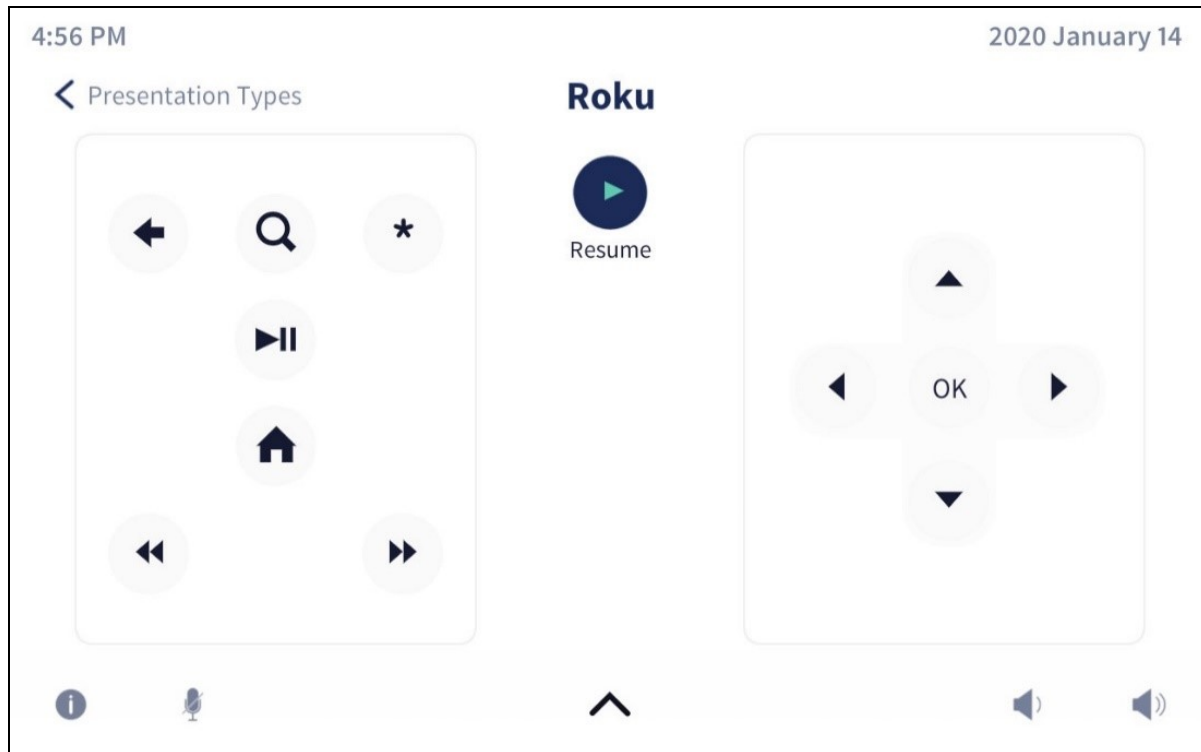 4:56 PM
2020 January 14
Presentation Types
Roku
*
Resume
OK